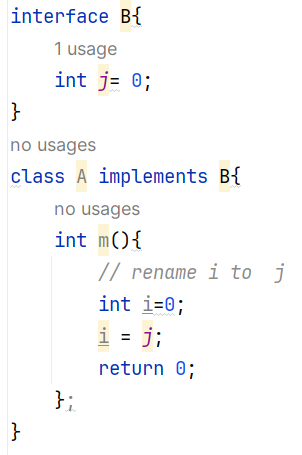 interface B{
1 usage
int j= 0;
}
no usages
class A implements B{
no usages
int m(){
// rename i to  j
int i=0;
i = j;
return 0;
};
}